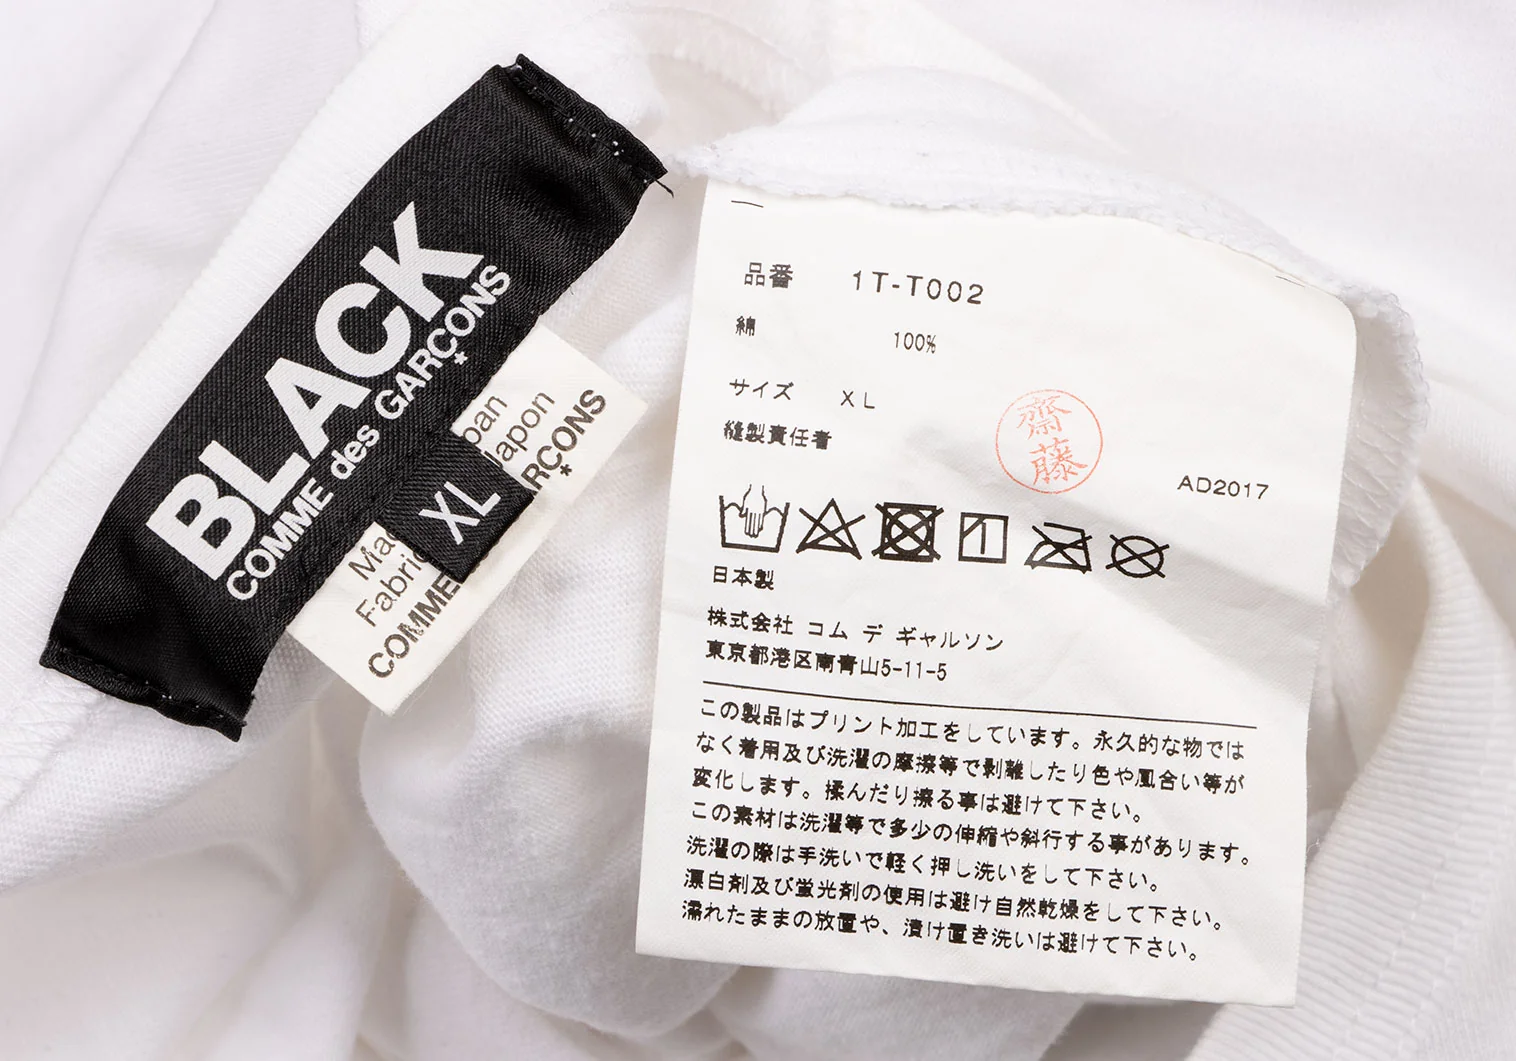 BLACK
COMME des GARÇONS
XL
COMME
RÇONS
品番 1T-T002
綿 100%
サイズ XL
縫製責任者
齋藤
AD2017
日本製
株式会社 コム デ ギャルソン
東京都港区南青山5-11-5
この製品はプリント加工をしています。永久的な物では
なく着用及び洗濯の摩擦等で剥離したり色や風合い等が
変化します。揉んだり擦る事は避けて下さい。
この素材は洗濯等で多少の伸縮や斜行する事があります。
洗濯の際は手洗いで軽く押し洗いをして下さい。
漂白剤及び蛍光剤の使用は避け自然乾燥をして下さい。
濡れたままの放置や、漬け置き洗いは避けて下さい。